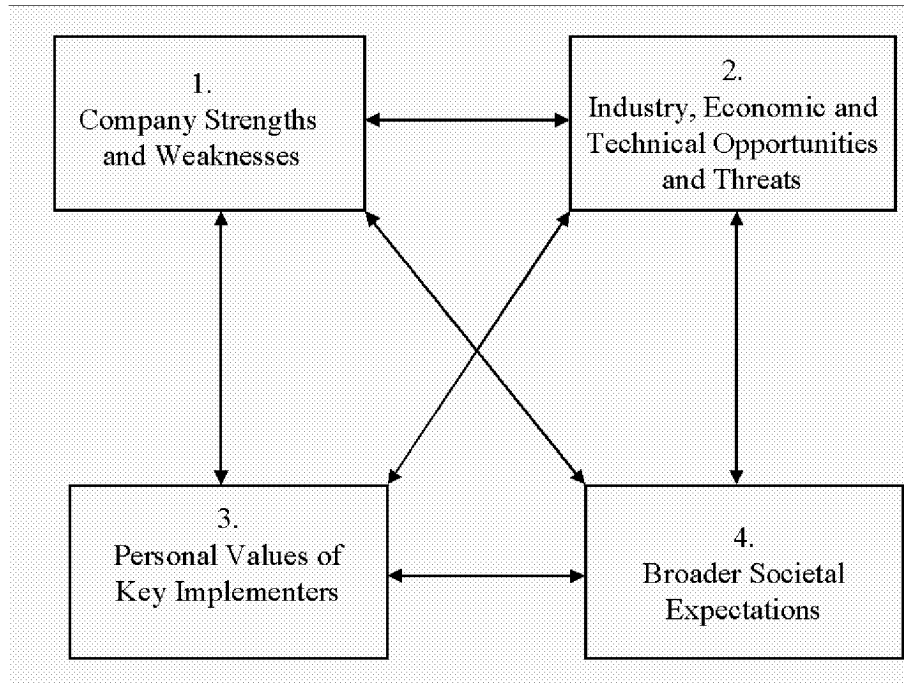 1.
Company Strengths
and Weaknesses
2.
Industry, Economic and
Technical Opportunities
and Threats
3.
Personal Values of
Key Implementers
4.
Broader Societal
Expectations